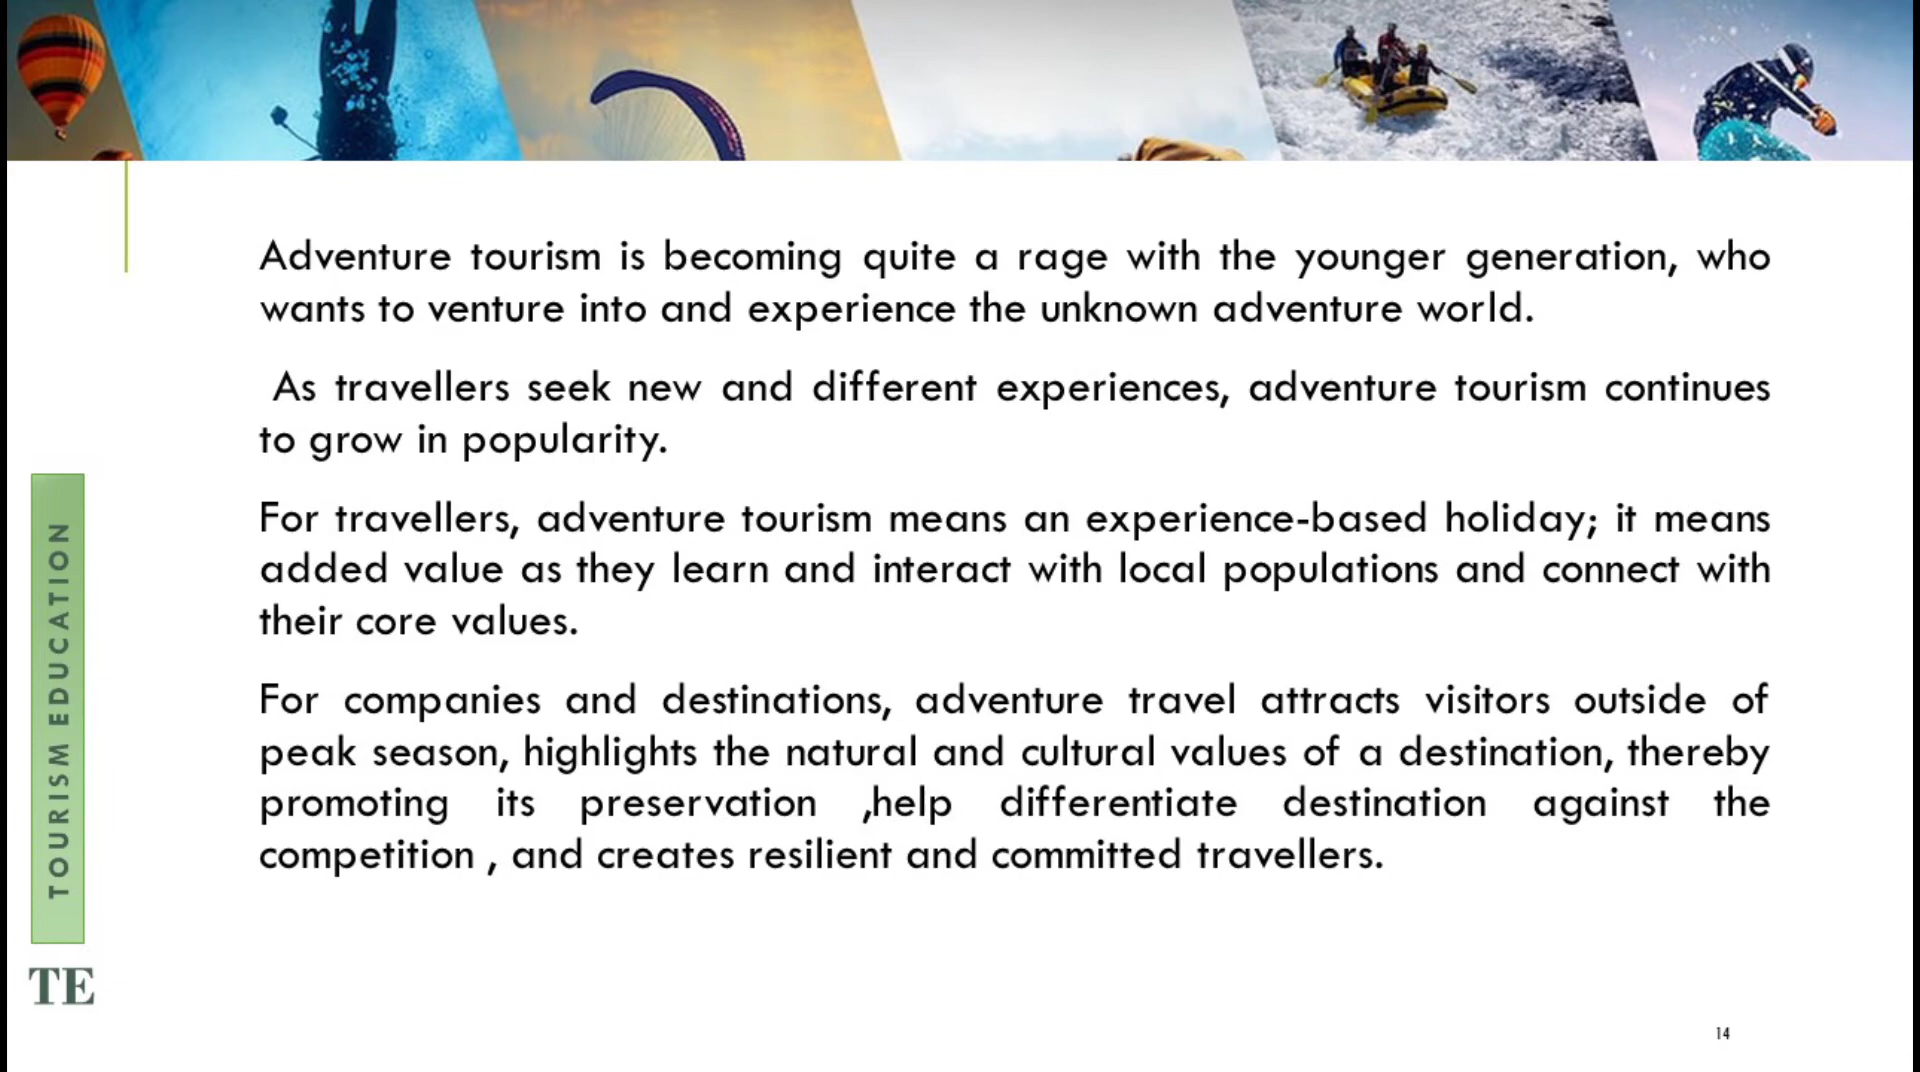 Adventure tourism is becoming quite a rage with the younger generation, who
wants to venture into and experience the unknown adventure world.
As travellers seek new and different experiences, adventure tourism continues
to grow in popularity.
For travellers, adventure tourism means an experience-based holiday; it means
added value as they learn and interact with local populations and connect with
their core values.
For companies and destinations, adventure travel attracts visitors outside of
peak season, highlights the natural and cultural values of a destination, thereby
promoting its preservation ,help differentiate destination against the
competition , and creates resilient and committed travellers.
TOURISM EDUCATION
TE
14